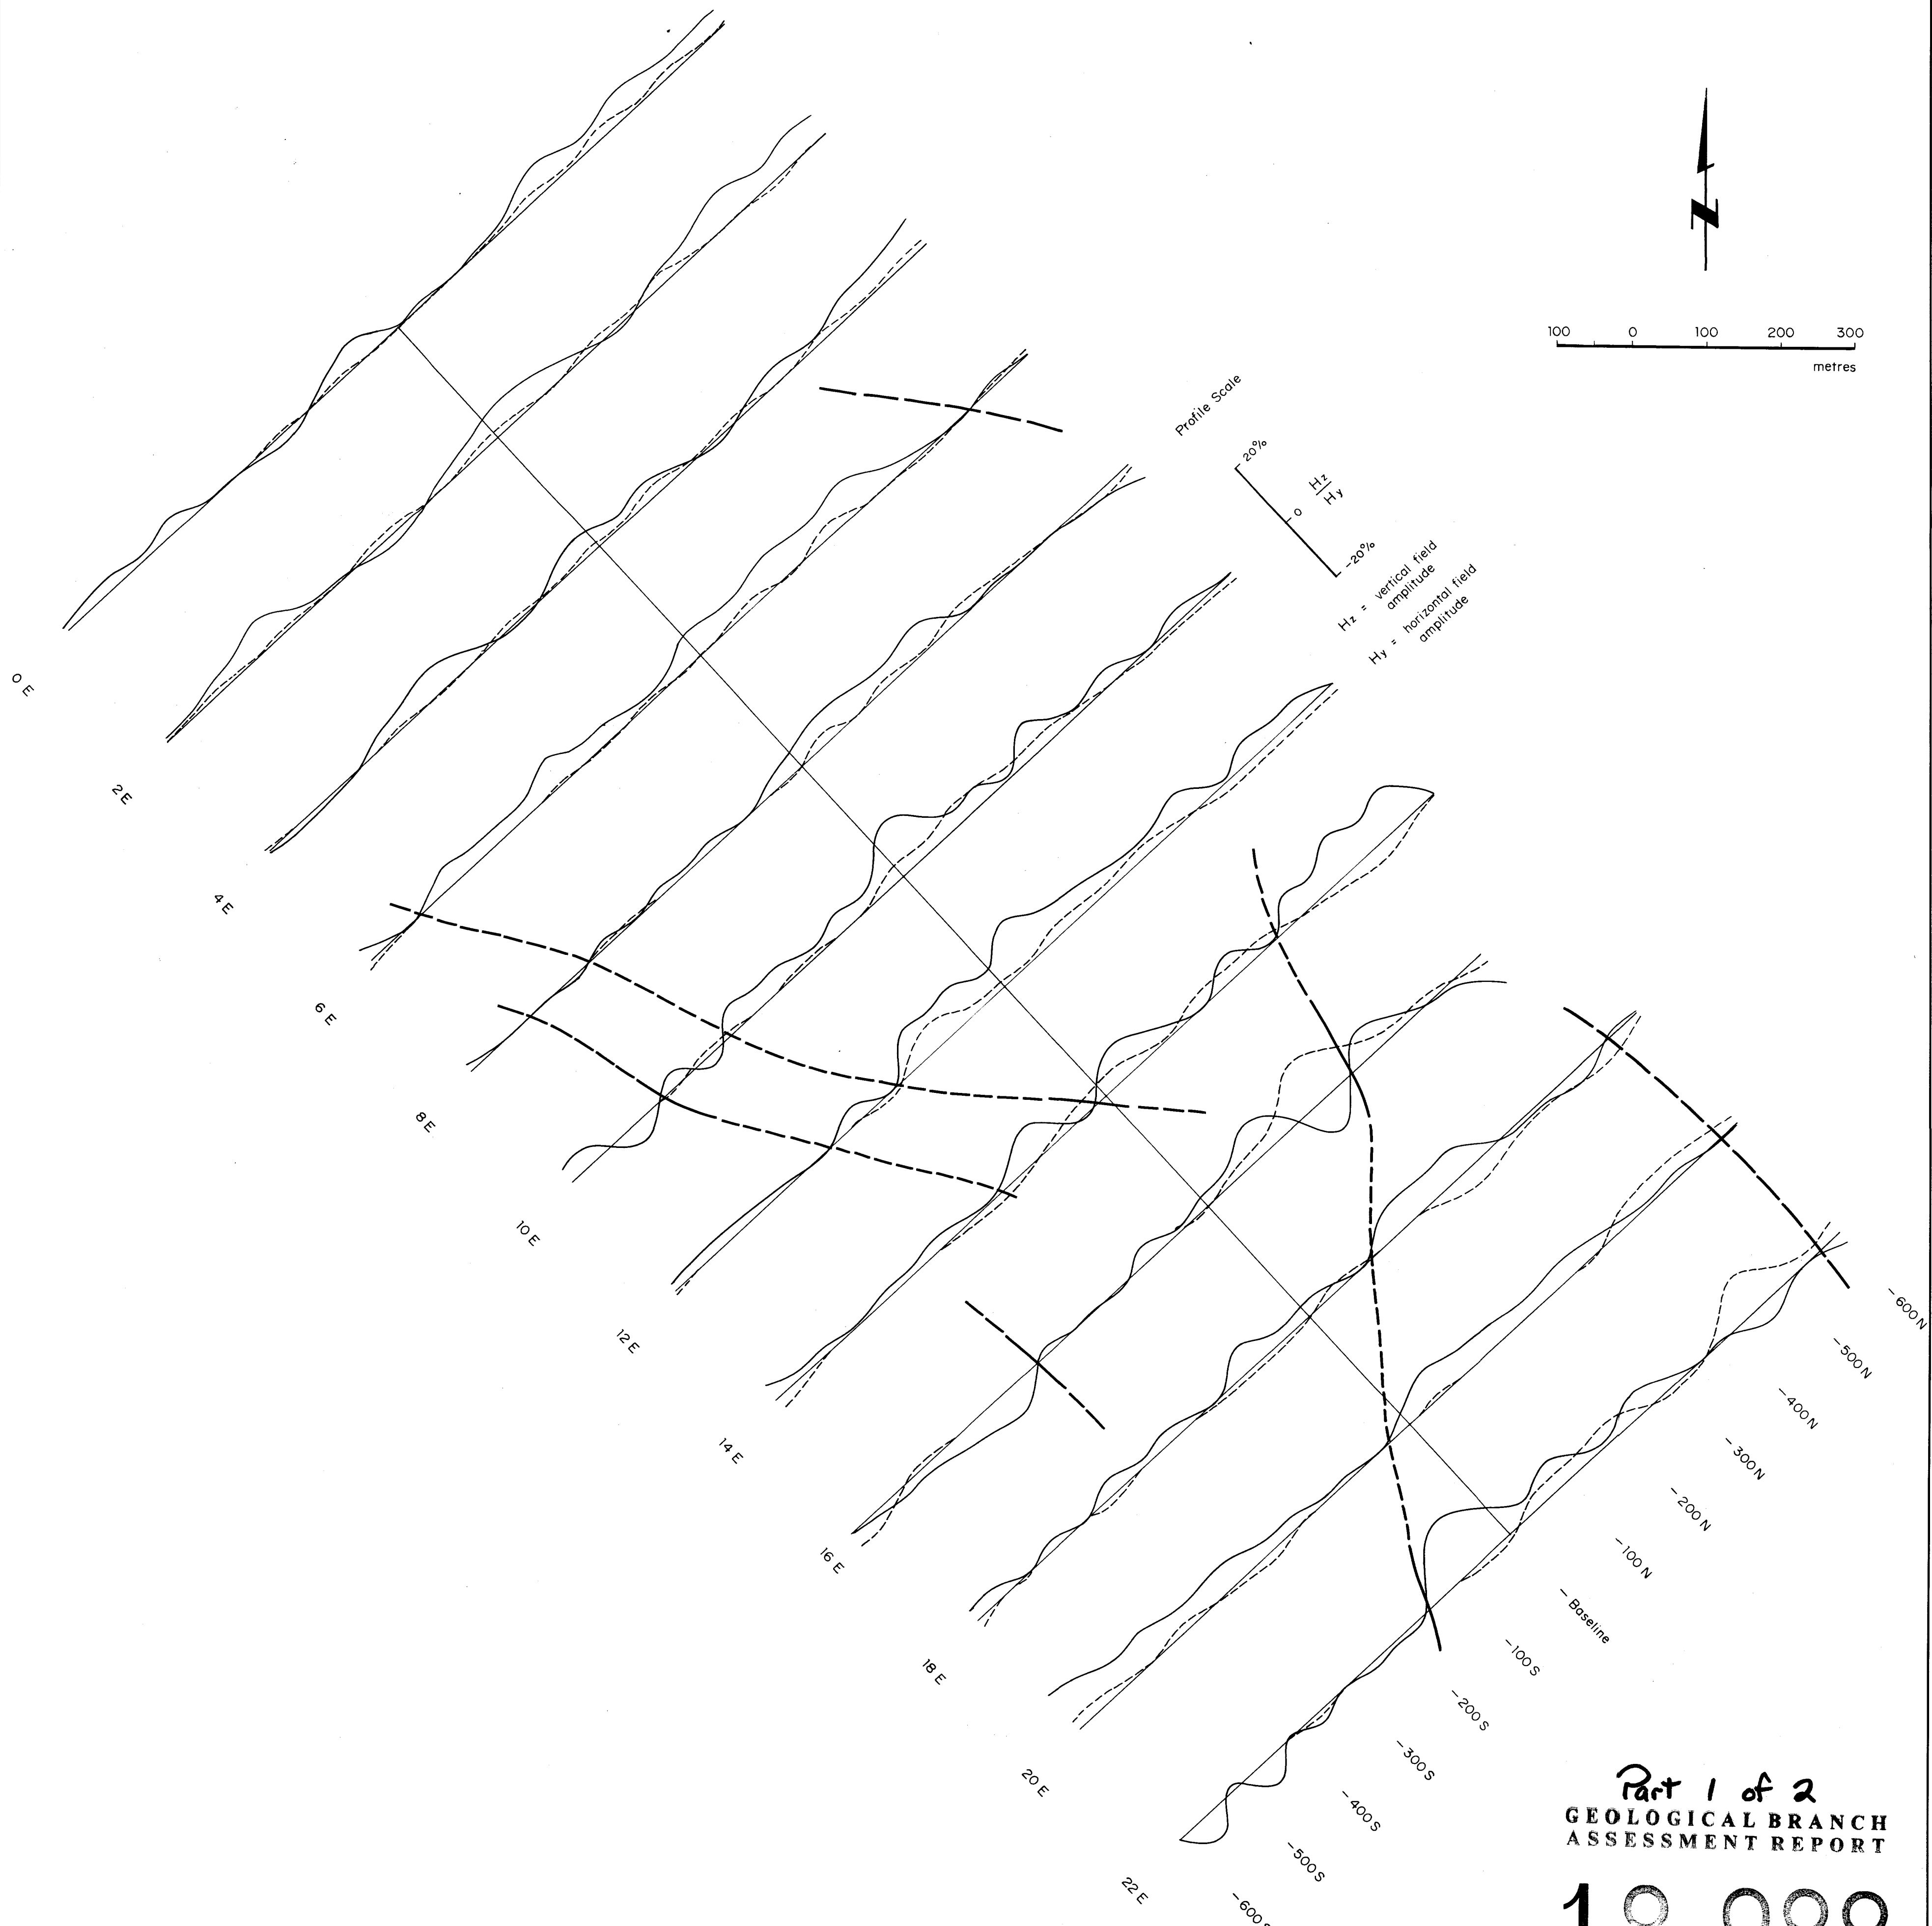 N
100 0 100 200 300
metres
Profile Scale
20%
Hz
Hy
0
-20%
Hz = vertical field
amplitude
Hy = horizontal field
amplitude
0 E
2 E
4 E
6 E
8 E
10 E
12 E
14 E
16 E
18 E
20 E
22 E
-600 N
-500 N
-400 N
-300 N
-200 N
-100 N
- Baseline
-100 S
-200 S
-300 S
-400 S
-500 S
-600 S
Part 1 of 2
GEOLOGICAL BRANCH
ASSESSMENT REPORT